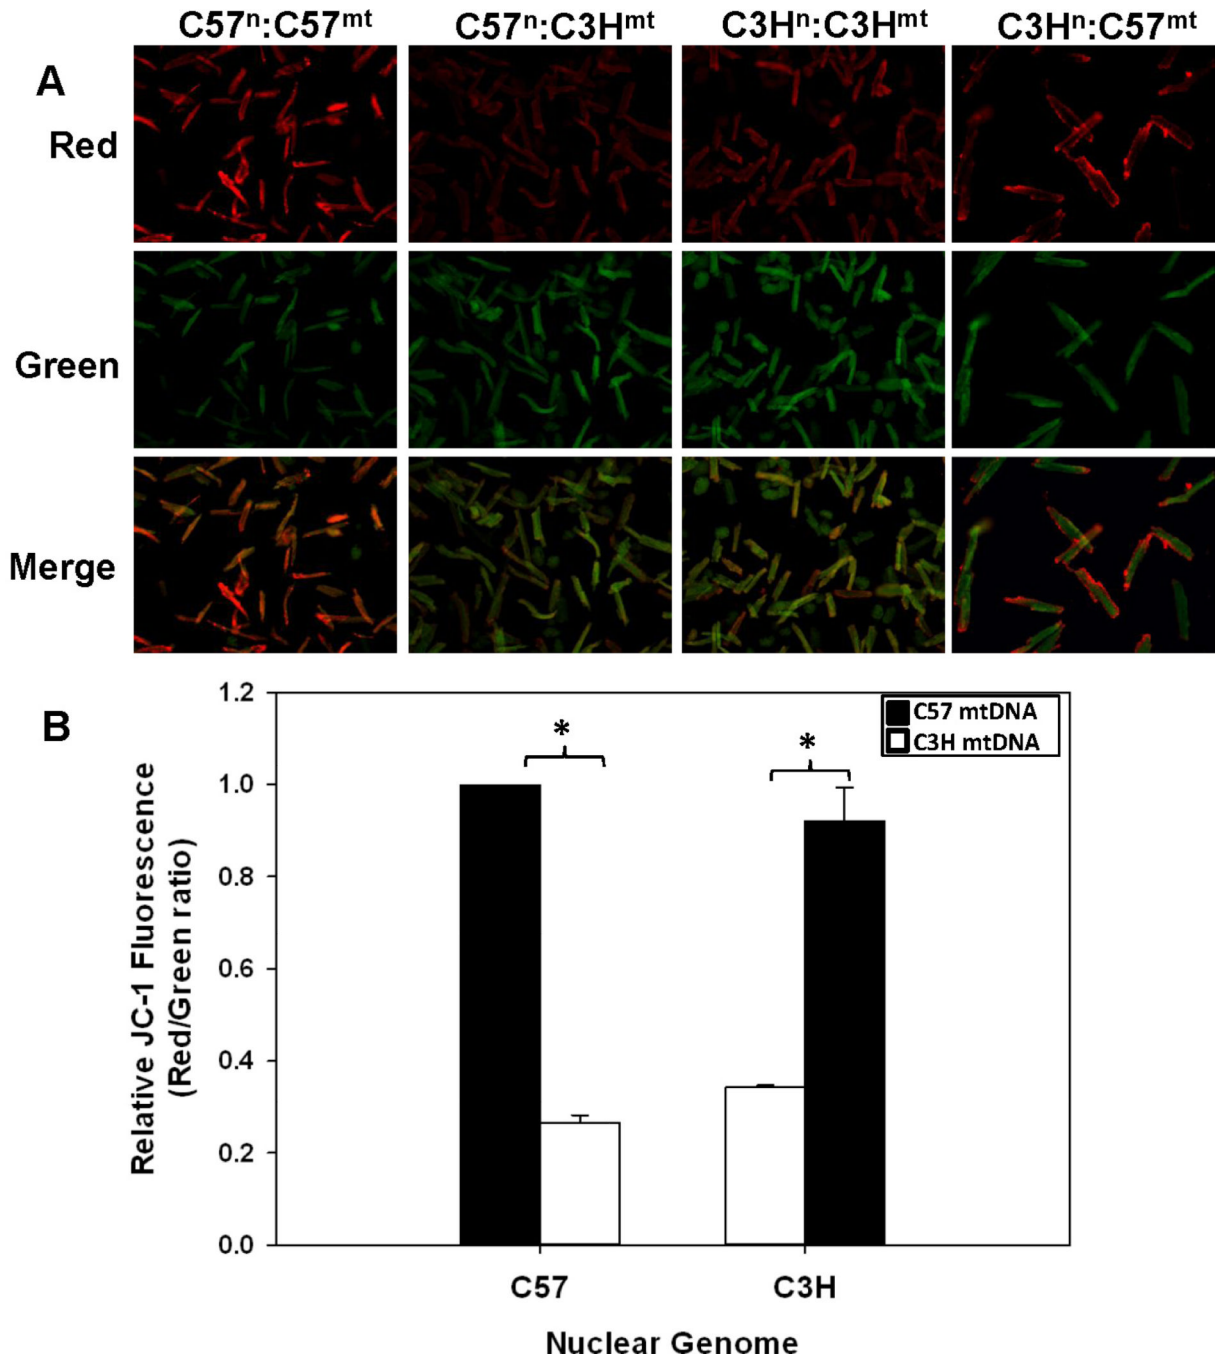 C57ⁿ:C57ᵐᵗ C57ⁿ:C3Hᵐᵗ C3Hⁿ:C3Hᵐᵗ C3Hⁿ:C57ᵐᵗ
A
Red
Green
Merge
B
1.2
1.0
0.8
0.6
0.4
0.2
0.0
Relative JC-1 Fluorescence
(Red/Green ratio)
* *
C57 mtDNA
C3H mtDNA
C57 C3H
Nuclear Genome